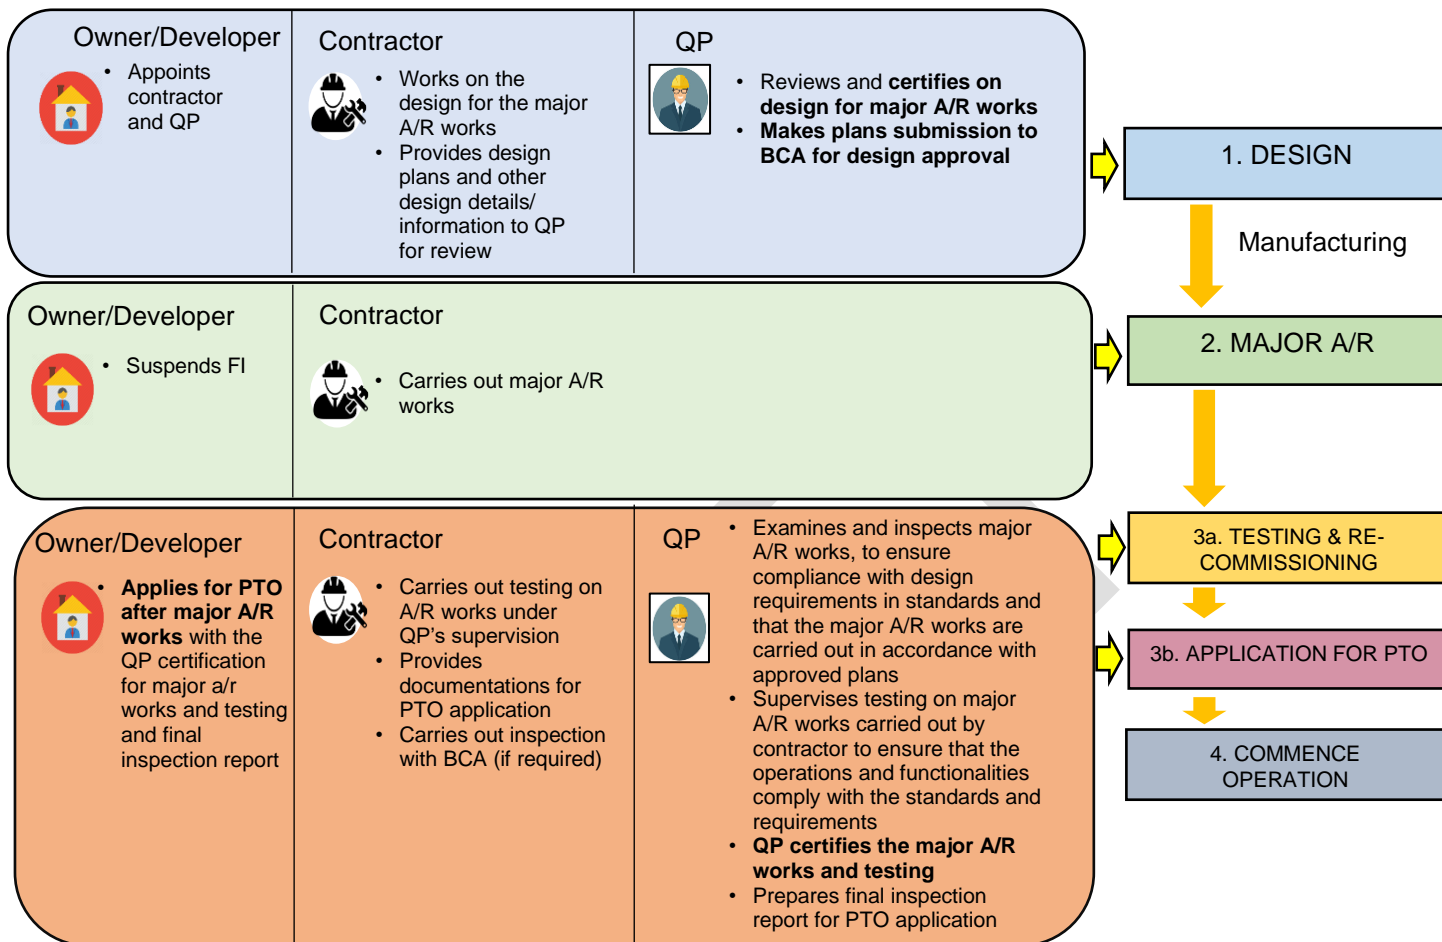 Owner/Developer
• Appoints
contractor
and QP
Contractor
• Works on the
design for the major
A/R works
• Provides design
plans and other
design details/
information to QP
for review
QP
• Reviews and certifies on
design for major A/R works
• Makes plans submission to
BCA for design approval
1. DESIGN
Manufacturing
Owner/Developer
• Suspends FI
Contractor
• Carries out major A/R
works
2. MAJOR A/R
Owner/Developer
• Applies for PTO
after major A/R
works with the
QP certification
for major a/r
works and testing
and final
inspection report
Contractor
• Carries out testing on
A/R works under
QP's supervision
• Provides
documentations for
PTO application
• Carries out inspection
with BCA (if required)
QP
• Examines and inspects major
A/R works, to ensure
compliance with design
requirements in standards and
that the major A/R works are
carried out in accordance with
approved plans
• Supervises testing on major
A/R works carried out by
contractor to ensure that the
operations and functionalities
comply with the standards and
requirements
• QP certifies the major A/R
works and testing
• Prepares final inspection
report for PTO application
3a. TESTING & RE-
COMMISSIONING
3b. APPLICATION FOR PTO
4. COMMENCE
OPERATION